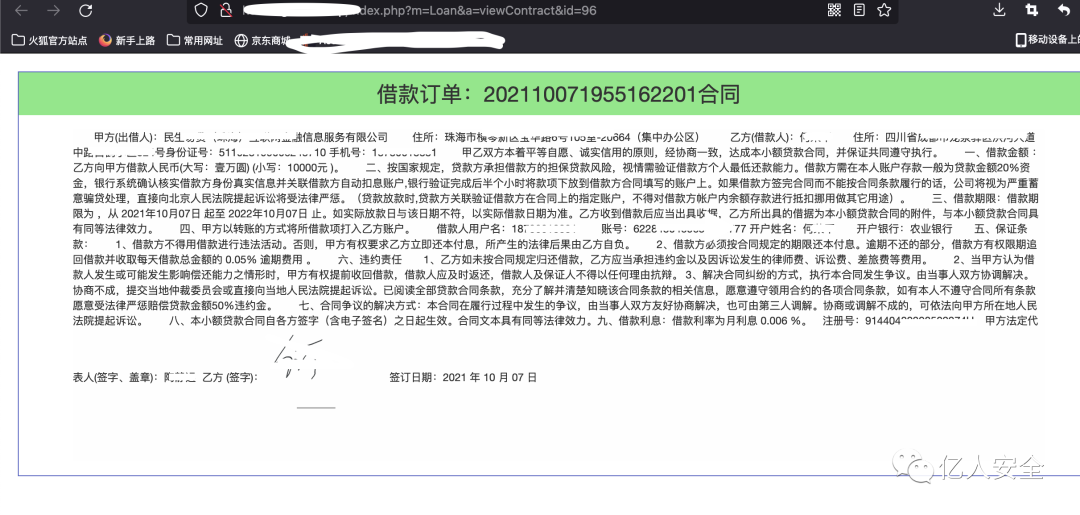 ndex.php?m=Loan&a=viewContract&id=96
火狐官方站点 新手上路 常用网址 京东商城 移动设备上的
借款订单：202110071955162201合同
甲方(出借人)：民生 信息服务有限公司 住所：珠海市横琴新区宝华路6号105室-20664（集中办公区） 乙方(借款人)： 住所：四川省
中 号身份证号：511 10 手机号：1 甲乙双方本着平等自愿、诚实信用的原则，经协商一致，达成本小额贷款合同，并保证共同遵守执行。 一、借款金额：
乙方向甲方借款人民币(大写：壹万圆) (小写：10000元 )。 二、按国家规定，贷款方承担借款方的担保贷款风险，视情需验证借款方个人最低还款能力。借款方需在本人账户存款一般为贷款金额20%资
金，银行系统确认核实借款方身份真实信息并关联借款方自动扣息账户,银行验证完成后半个小时将款项下放到借款方合同填写的账户上。如果借款方签完合同而不能按合同条款履行的话，公司将视为严重蓄
意骗贷处理，直接向北京人民法院提起诉讼将受法律严惩。（贷款放款时,贷款方关联验证借款方在合同上的指定账户，不得对借款方帐户内余额存款进行抵扣挪用做其它用途）。 三、借款期限：借款期
限为 ，从 2021年10月07日 起至 2022年10月07日 止。如实际放款日与该日期不符，以实际借款日期为准。乙方收到借款后应当出具收据，乙方所出具的借据为本小额贷款合同的附件，与本小额贷款合同具
有同等法律效力。 四、甲方以转账的方式将所借款项打入乙方账户。 借款人用户名：18 账号：6228 .77 开户姓名： 开户银行：农业银行 五、保证条
款： 1、借款方不得用借款进行违法活动。否则，甲方有权要求乙方立即还本付息，所产生的法律后果由乙方自负。 2、借款方必须按合同规定的期限还本付息。逾期不还的部分，借款方有权限期追
回借款并收取每天借款总金额的 0.05% 逾期费用 。 六、违约责任 1、乙方如未按合同规定归还借款，乙方应当承担违约金以及因诉讼发生的律师费、诉讼费、差旅费等费用。 2、当甲方认为借
款人发生或可能发生影响偿还能力之情形时，甲方有权提前收回借款，借款人应及时返还，借款人及保证人不得以任何理由抗辩。3、解决合同纠纷的方式，执行本合同发生争议。由当事人双方协调解决。
协商不成，提交当地仲裁委员会或直接向当地人民法院提起诉讼。已阅读全部贷款合同条款，充分了解并清楚知晓该合同条款的相关信息，愿意遵守领用合约的各项合同条款，如有本人不遵守合同所有条款
愿意受法律严惩赔偿贷款金额50%违约金。 七、合同争议的解决方式：本合同在履行过程中发生的争议，由当事人双方友好协商解决，也可由第三人调解。协商或调解不成的，可依法向甲方所在地人民
法院提起诉讼。 八、本小额贷款合同自各方签字（含电子签名）之日起生效。合同文本具有同等法律效力。九、借款利息：借款利率为月利息 0.006 %。 注册号：91440 甲方法定代
表人(签字、盖章)： 乙方 (签字)： 签订日期：2021 年 10 月 07 日
亿人安全